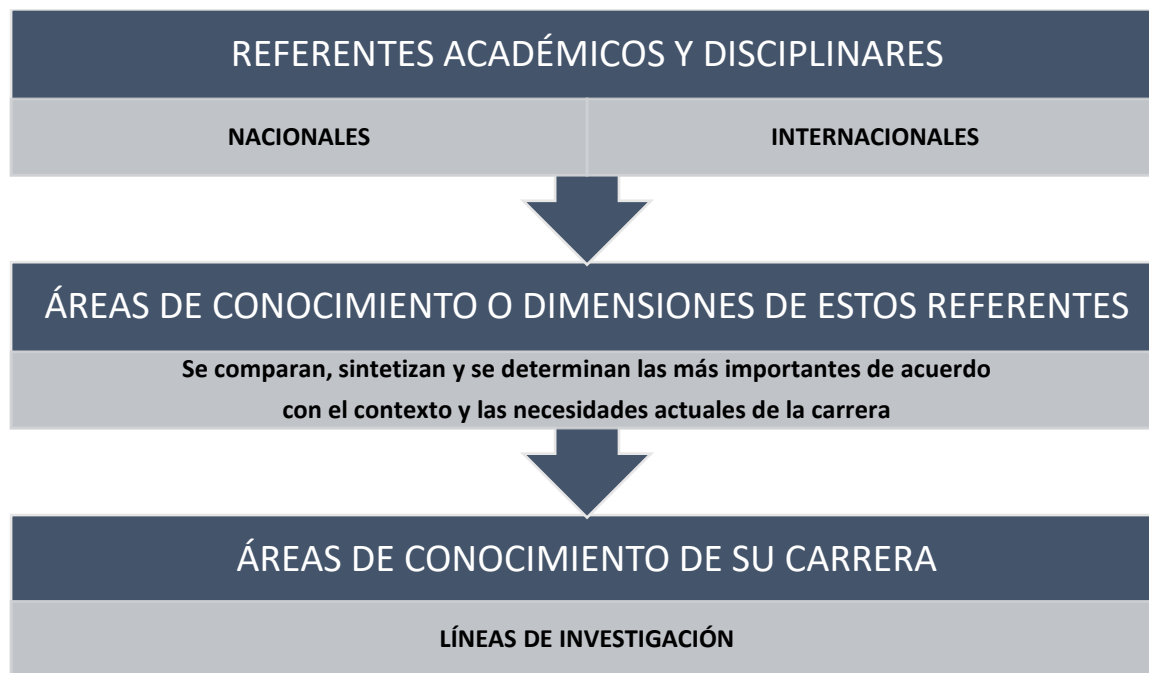 REFERENTES ACADÉMICOS Y DISCIPLINARES
NACIONALES
INTERNACIONALES
ÁREAS DE CONOCIMIENTO O DIMENSIONES DE ESTOS REFERENTES
Se comparan, sintetizan y se determinan las más importantes de acuerdo
con el contexto y las necesidades actuales de la carrera
ÁREAS DE CONOCIMIENTO DE SU CARRERA
LÍNEAS DE INVESTIGACIÓN